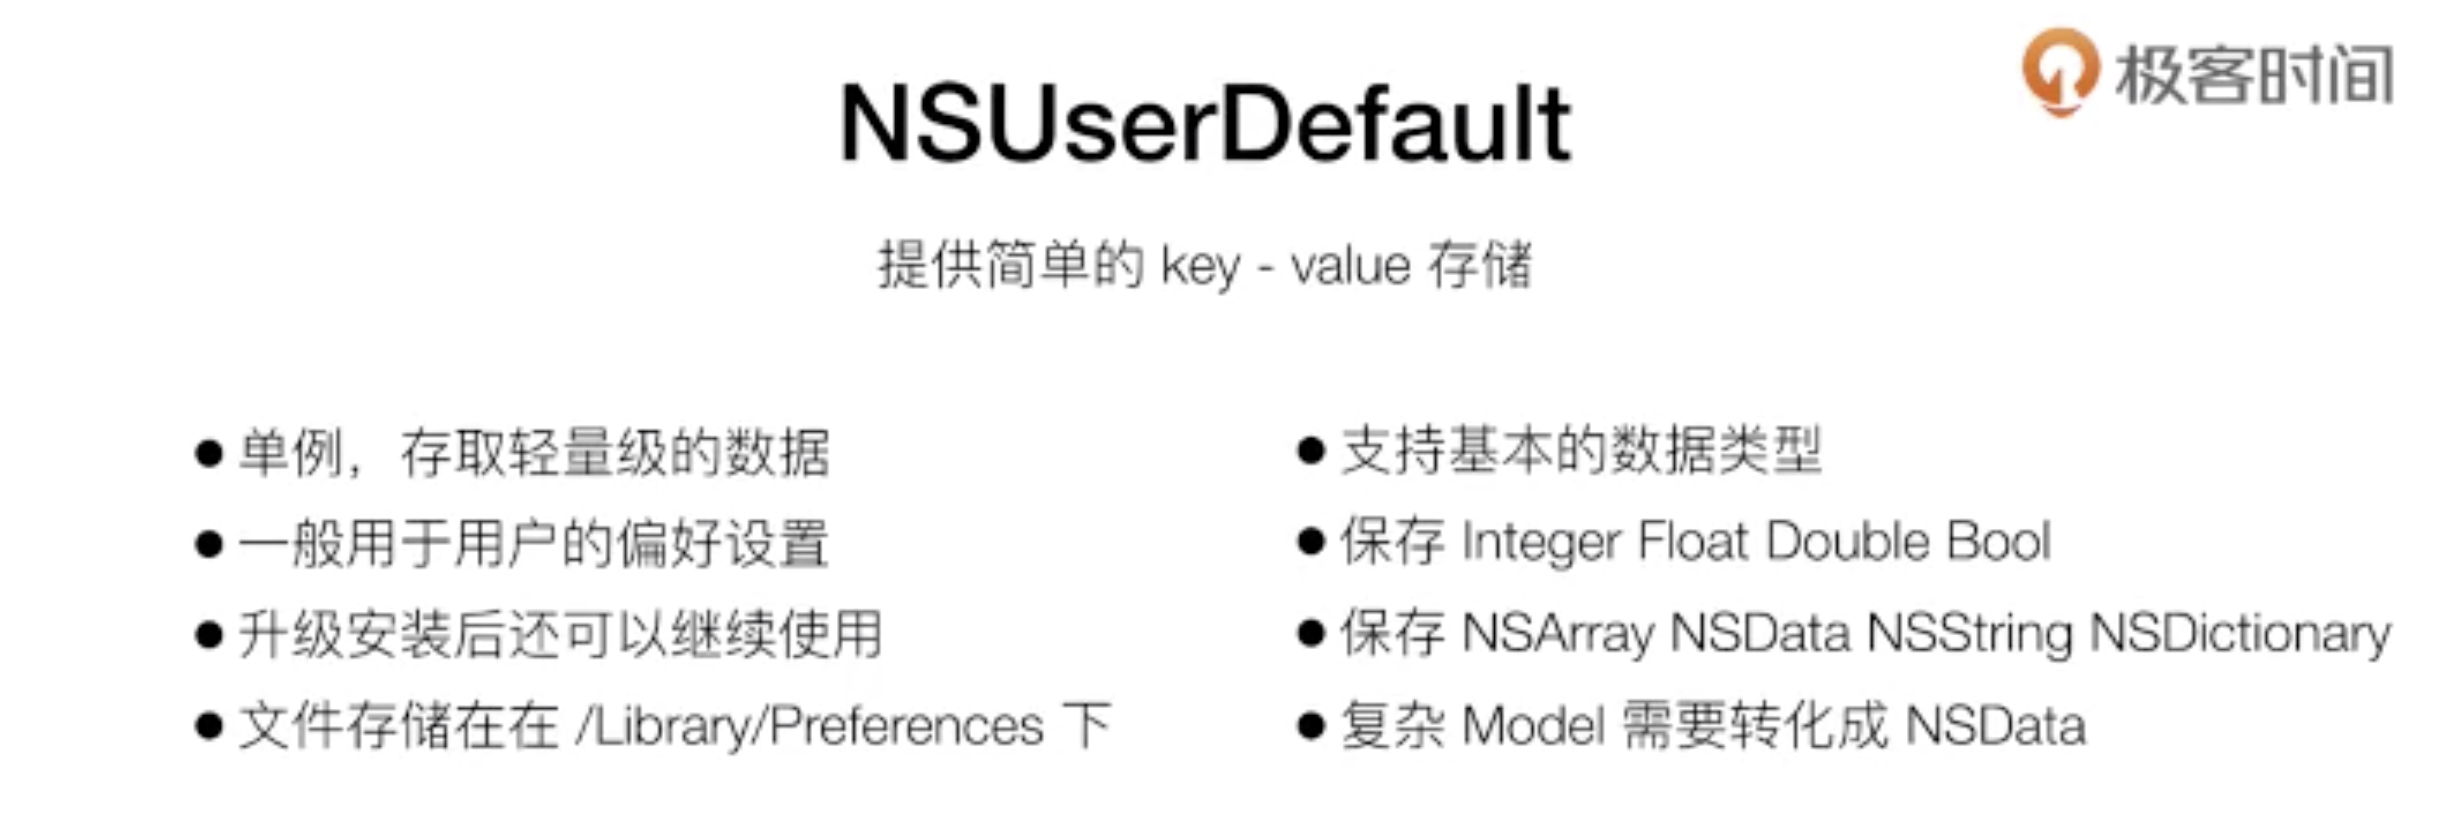 极客时间
NSUserDefault
提供简单的 key - value 存储
● 单例，存取轻量级的数据
● 一般用于用户的偏好设置
● 升级安装后还可以继续使用
● 文件存储在在 /Library/Preferences 下
● 支持基本的数据类型
● 保存 Integer Float Double Bool
● 保存 NSArray NSData NSString NSDictionary
● 复杂 Model 需要转化成 NSData